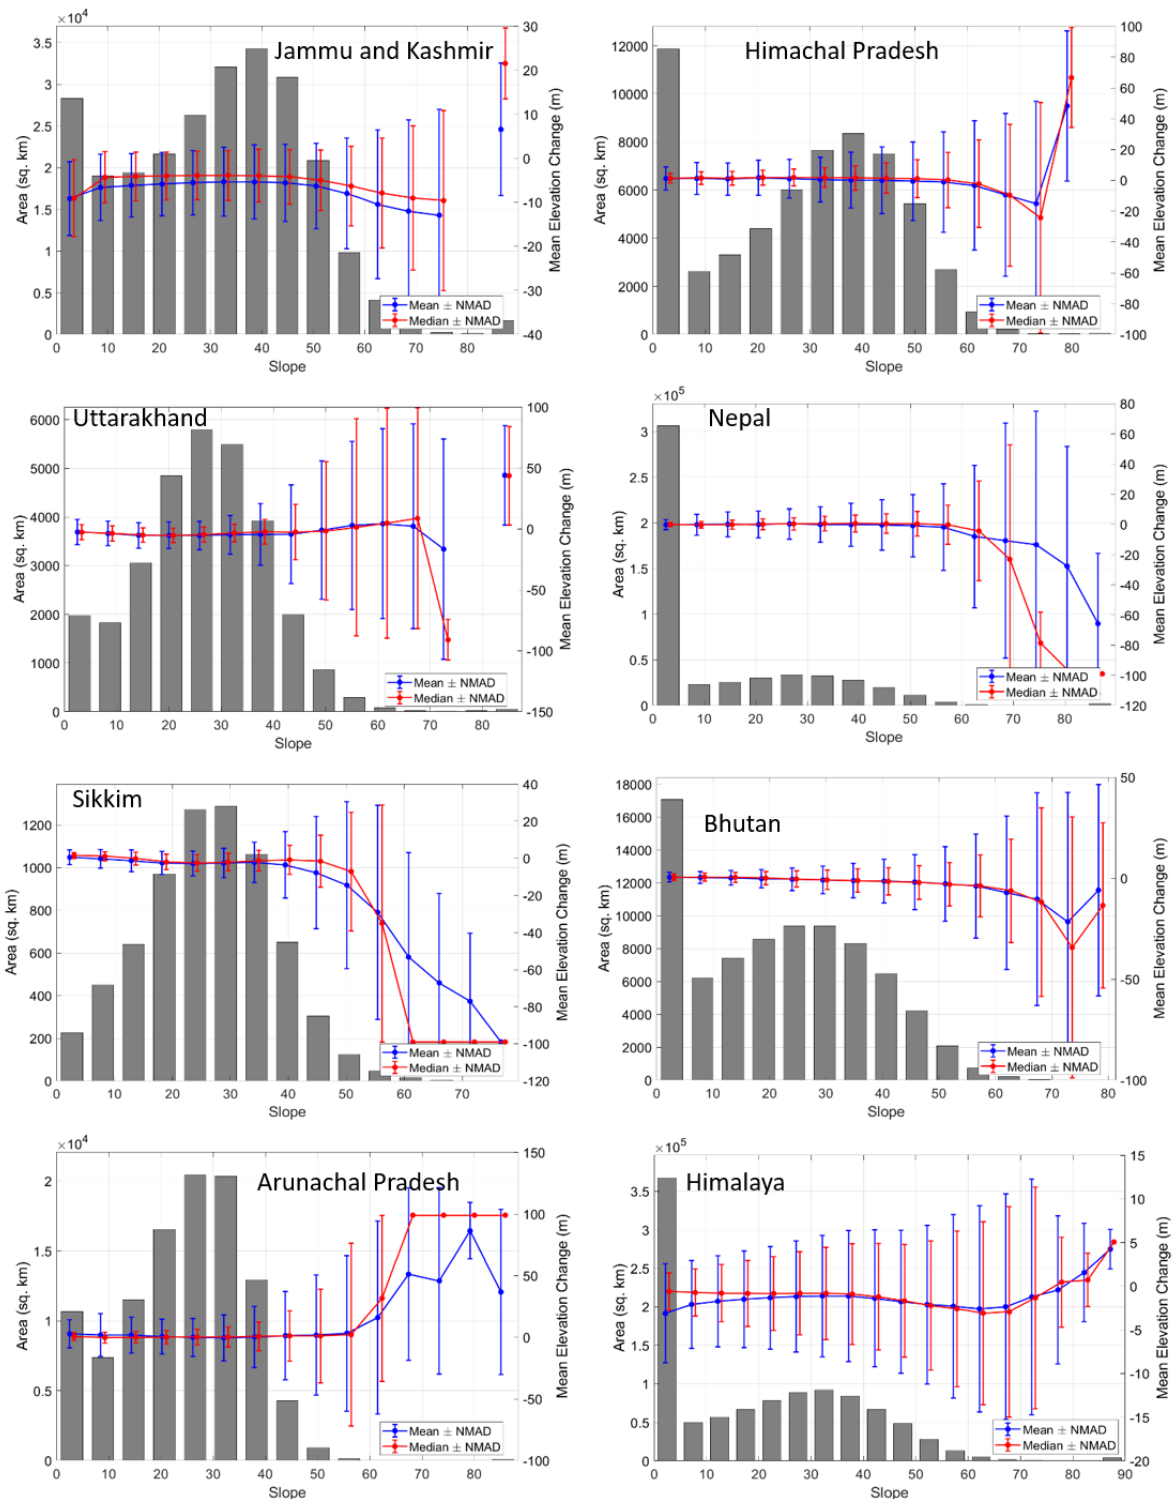 Jammu and Kashmir
×10⁴
3.5
3
2.5
2
1.5
1
0.5
0
Area (sq. km)
30
20
10
0
-10
-20
-30
-40
Mean Elevation Change (m)
0 10 20 30 40 50 60 70 80
Slope
Mean ± NMAD
Median ± NMAD
Himachal Pradesh
12000
10000
8000
6000
4000
2000
0
Area (sq. km)
100
80
60
40
20
0
-20
-40
-60
-80
-100
Mean Elevation Change (m)
0 10 20 30 40 50 60 70 80
Slope
Mean ± NMAD
Median ± NMAD
Uttarakhand
6000
5000
4000
3000
2000
1000
0
Area (sq. km)
100
50
0
-50
-100
-150
Mean Elevation Change (m)
0 10 20 30 40 50 60 70 80
Slope
Mean ± NMAD
Median ± NMAD
Nepal
×10⁵
3
2.5
2
1.5
1
0.5
0
Area (sq. km)
80
60
40
20
0
-20
-40
-60
-80
-100
-120
Mean Elevation Change (m)
0 10 20 30 40 50 60 70 80
Slope
Mean ± NMAD
Median ± NMAD
Sikkim
1200
1000
800
600
400
200
0
Area (sq. km)
40
20
0
-20
-40
-60
-80
-100
-120
Mean Elevation Change (m)
0 10 20 30 40 50 60 70
Slope
Mean ± NMAD
Median ± NMAD
Bhutan
18000
16000
14000
12000
10000
8000
6000
4000
2000
0
Area (sq. km)
50
0
-50
-100
Mean Elevation Change (m)
0 10 20 30 40 50 60 70 80
Slope
Mean ± NMAD
Median ± NMAD
Arunachal Pradesh
×10⁴
2
1.5
1
0.5
0
Area (sq. km)
150
100
50
0
-50
-100
Mean Elevation Change (m)
0 10 20 30 40 50 60 70 80
Slope
Mean ± NMAD
Median ± NMAD
Himalaya
×10⁵
3.5
3
2.5
2
1.5
1
0.5
0
Area (sq. km)
15
10
5
0
-5
-10
-15
-20
Mean Elevation Change (m)
0 10 20 30 40 50 60 70 80 90
Slope
Mean ± NMAD
Median ± NMAD